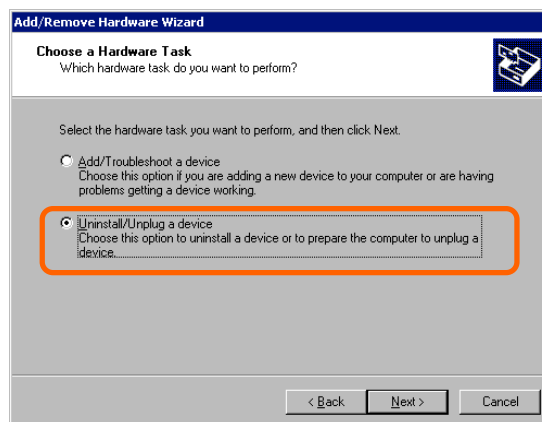 Add/Remove Hardware Wizard
Choose a Hardware Task
Which hardware task do you want to perform?
Select the hardware task you want to perform, and then click Next.
Add/Troubleshoot a device
Choose this option if you are adding a new device to your computer or are having
problems getting a device working.
Uninstall/Unplug a device
Choose this option to uninstall a device or to prepare the computer to unplug a
device.
< Back Next > Cancel